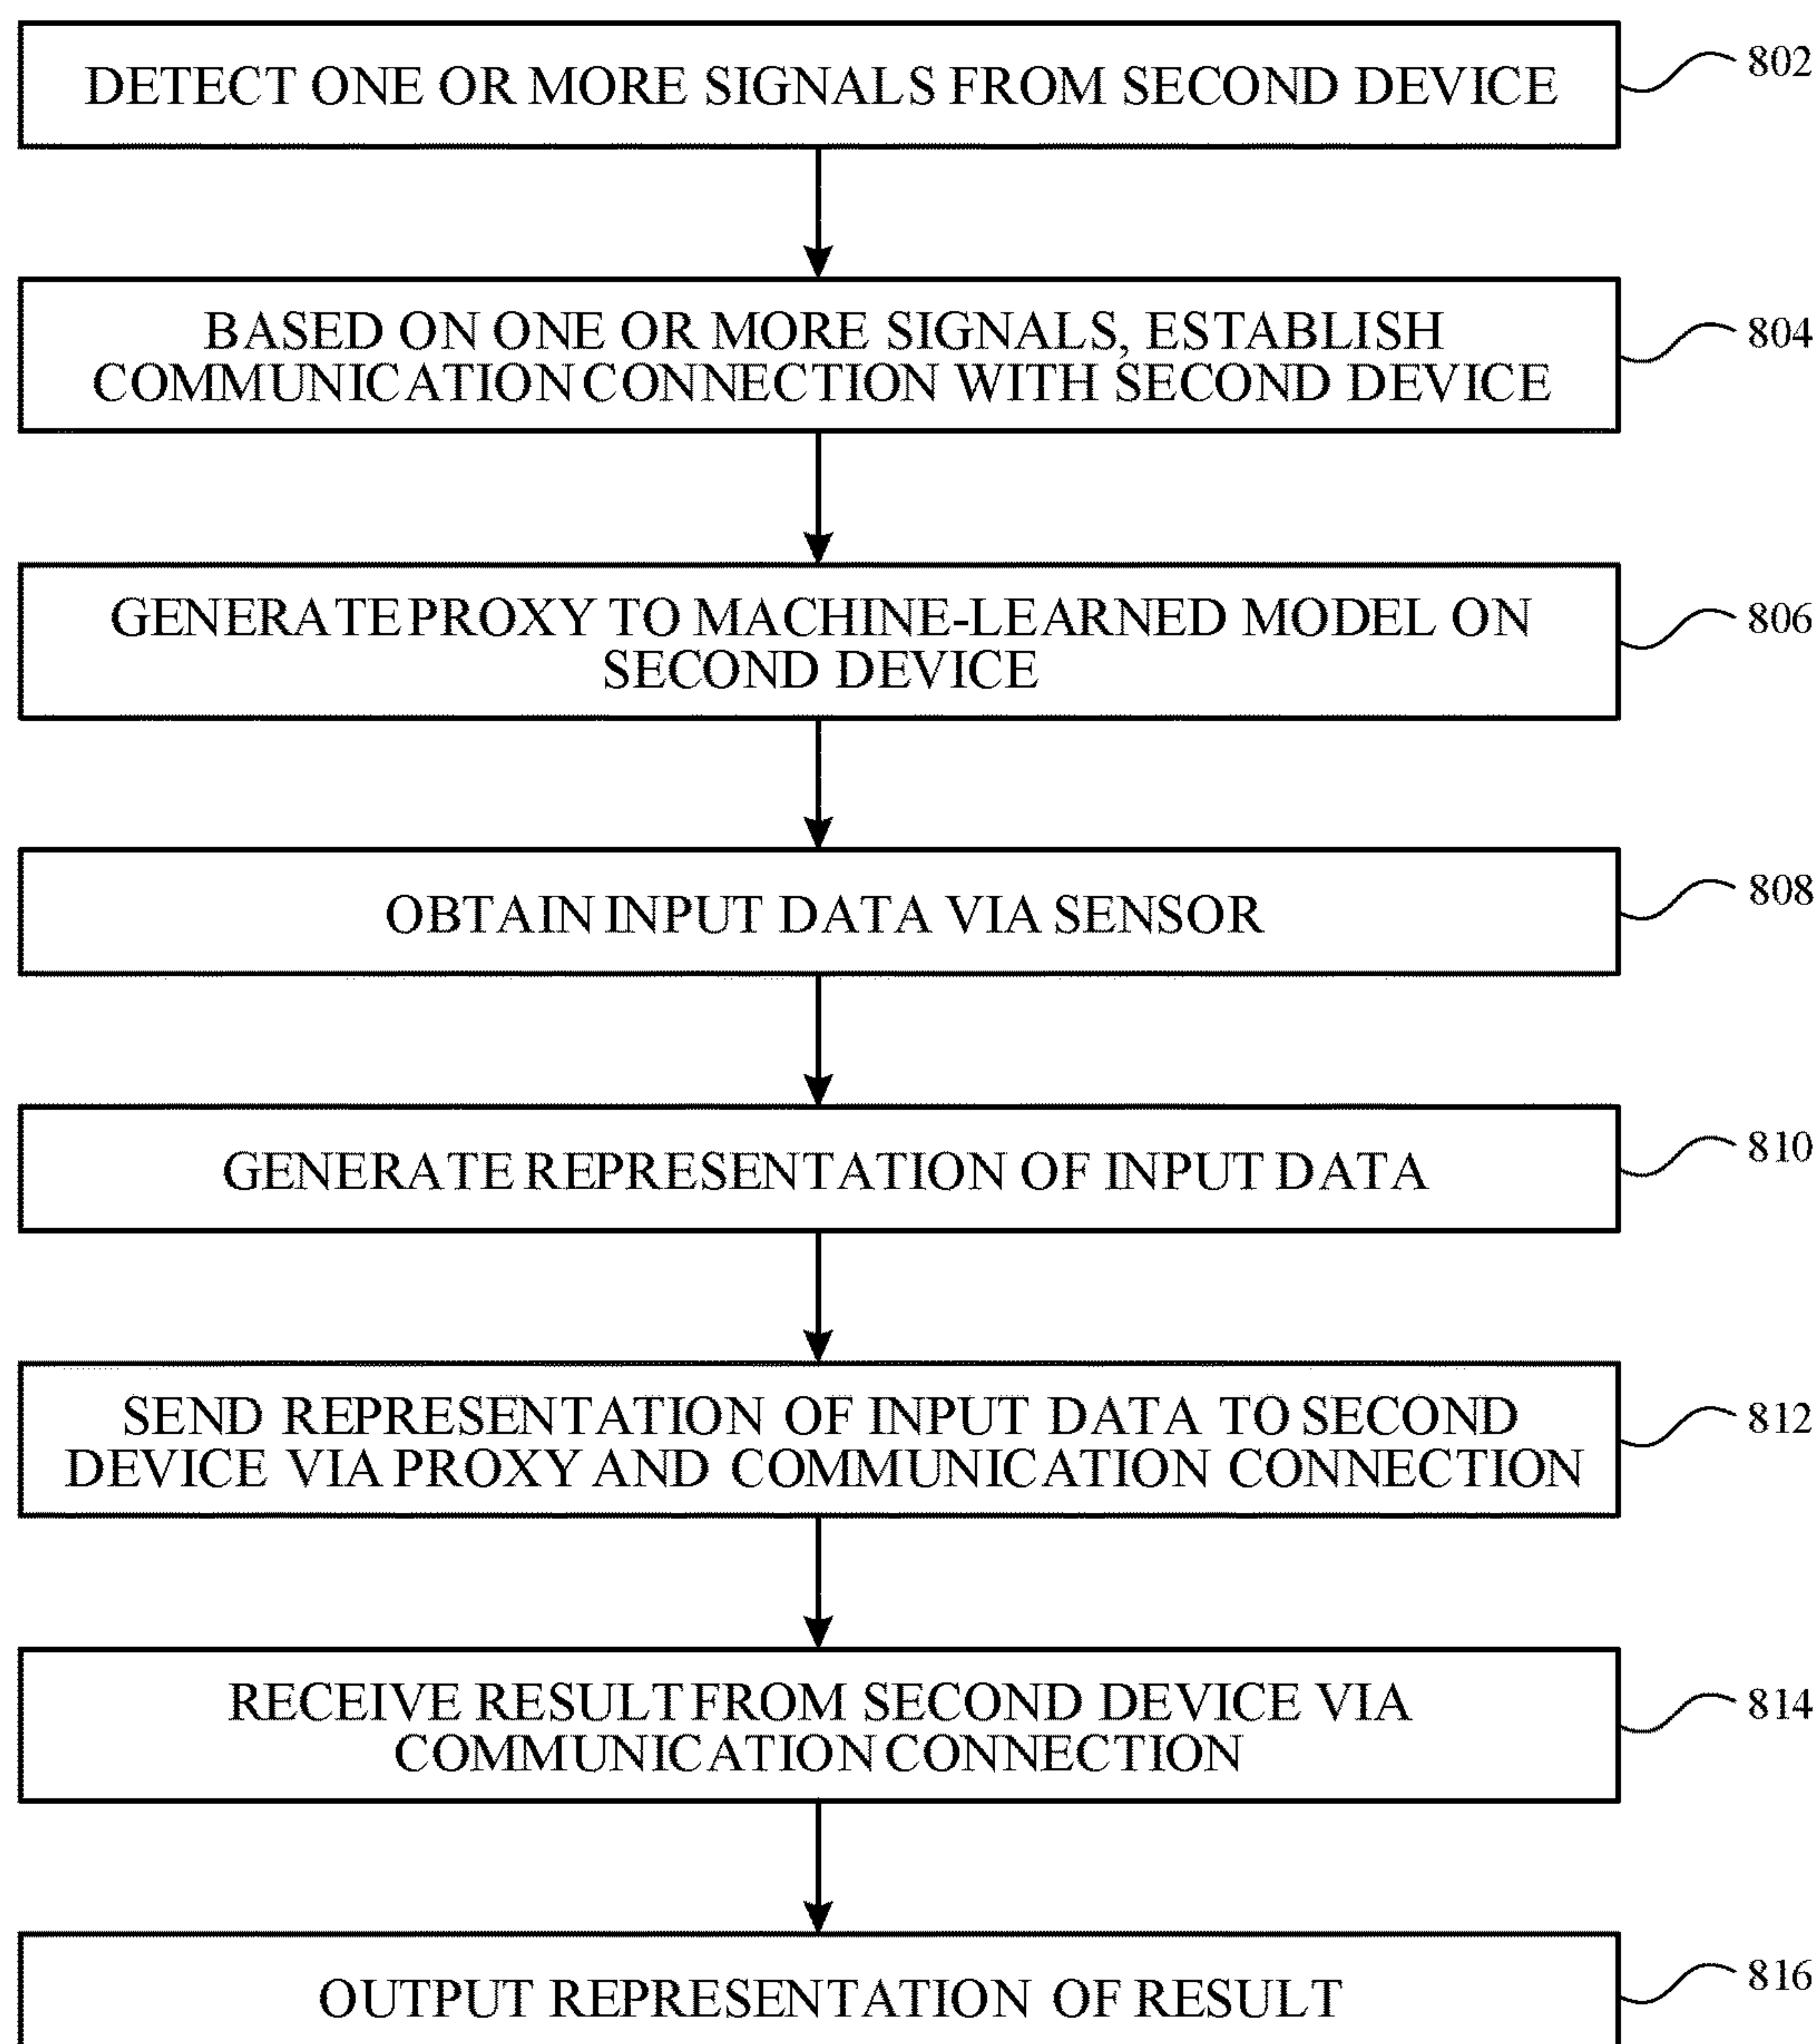 DETECT ONE OR MORE SIGNALS FROM SECOND DEVICE
802
BASED ON ONE OR MORE SIGNALS, ESTABLISH
COMMUNICATION CONNECTION WITH SECOND DEVICE
804
GENERATE PROXY TO MACHINE-LEARNED MODEL ON
SECOND DEVICE
806
OBTAIN INPUT DATA VIA SENSOR
808
GENERATE REPRESENTATION OF INPUT DATA
810
SEND REPRESENTATION OF INPUT DATA TO SECOND
DEVICE VIA PROXY AND COMMUNICATION CONNECTION
812
RECEIVE RESULT FROM SECOND DEVICE VIA
COMMUNICATION CONNECTION
814
OUTPUT REPRESENTATION OF RESULT
816